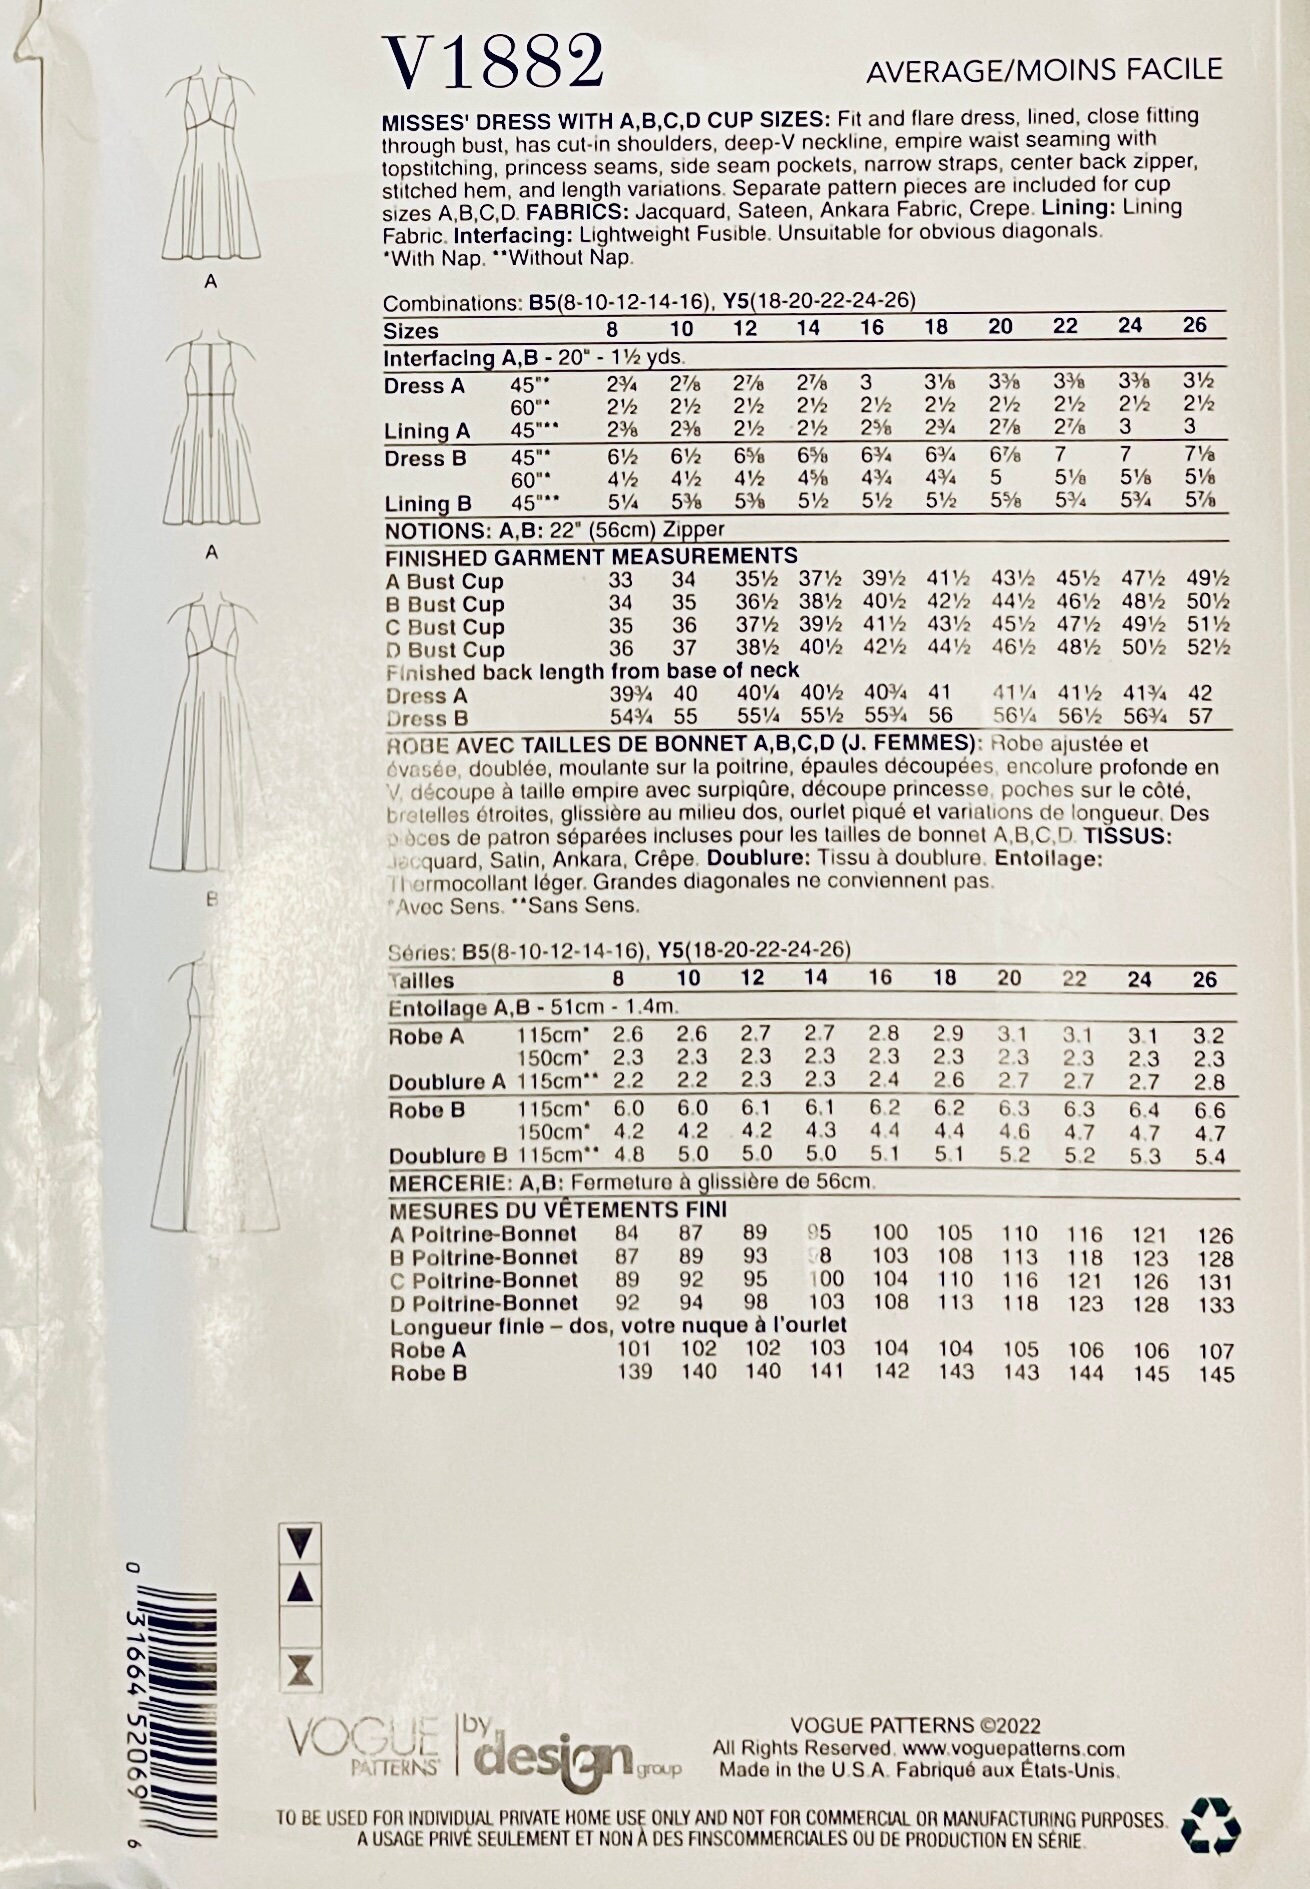 V1882
AVERAGE/MOINS FACILE
MISSES' DRESS WITH A,B,C,D CUP SIZES: Fit and flare dress, lined, close fitting
through bust, has cut-in shoulders, deep-V neckline, empire waist seaming with
topstitching, princess seams, side seam pockets, narrow straps, center back zipper,
stitched hem, and length variations. Separate pattern pieces are included for cup
sizes A,B,C,D. FABRICS: Jacquard, Sateen, Ankara Fabric, Crepe. Lining: Lining
Fabric. Interfacing: Lightweight Fusible. Unsuitable for obvious diagonals.
*With Nap. **Without Nap.
A
Combinations: B5(8-10-12-14-16), Y5(18-20-22-24-26)
Sizes 8 10 12 14 16 18 20 22 24 26
Interfacing A,B - 20" - 1½ yds.
Dress A 45"* 2¾ 2⅞ 2⅞ 2⅞ 3 3⅛ 3⅜ 3⅜ 3⅜ 3½
60"* 2½ 2½ 2½ 2½ 2½ 2½ 2½ 2½ 2½ 2½
Lining A 45"** 2⅜ 2⅜ 2½ 2½ 2⅝ 2¾ 2⅞ 2⅞ 3 3
Dress B 45"* 6½ 6½ 6⅝ 6⅝ 6¾ 6¾ 6⅞ 7 7 7⅛
60"* 4½ 4½ 4½ 4⅝ 4¾ 4¾ 5 5⅛ 5⅛ 5⅛
Lining B 45"** 5¼ 5⅜ 5⅜ 5½ 5½ 5½ 5⅝ 5¾ 5¾ 5⅞
NOTIONS: A,B: 22" (56cm) Zipper
A
FINISHED GARMENT MEASUREMENTS
A Bust Cup 33 34 35½ 37½ 39½ 41½ 43½ 45½ 47½ 49½
B Bust Cup 34 35 36½ 38½ 40½ 42½ 44½ 46½ 48½ 50½
C Bust Cup 35 36 37½ 39½ 41½ 43½ 45½ 47½ 49½ 51½
D Bust Cup 36 37 38½ 40½ 42½ 44½ 46½ 48½ 50½ 52½
Finished back length from base of neck
Dress A 39¾ 40 40¼ 40½ 40¾ 41 41¼ 41½ 41¾ 42
Dress B 54¾ 55 55¼ 55½ 55¾ 56 56¼ 56½ 56¾ 57
ROBE AVEC TAILLES DE BONNET A,B,C,D (J. FEMMES): Robe ajustée et
évasée, doublée, moulante sur la poitrine, épaules découpées, encolure profonde en
V, découpe à taille empire avec surpiqûre, découpe princesse, poches sur le côté,
bretelles étroites, glissière au milieu dos, ourlet piqué et variations de longueur. Des
pièces de patron séparées incluses pour les tailles de bonnet A,B,C,D. TISSUS:
Jacquard, Satin, Ankara, Crêpe. Doublure: Tissu à doublure. Entoilage:
Thermocollant léger. Grandes diagonales ne conviennent pas.
*Avec Sens. **Sans Sens.
B
Séries: B5(8-10-12-14-16), Y5(18-20-22-24-26)
Tailles 8 10 12 14 16 18 20 22 24 26
Entoilage A,B - 51cm - 1.4m.
Robe A 115cm* 2.6 2.6 2.7 2.7 2.8 2.9 3.1 3.1 3.1 3.2
150cm* 2.3 2.3 2.3 2.3 2.3 2.3 2.3 2.3 2.3 2.3
Doublure A 115cm** 2.2 2.2 2.3 2.3 2.4 2.6 2.7 2.7 2.7 2.8
Robe B 115cm* 6.0 6.0 6.1 6.1 6.2 6.2 6.3 6.3 6.4 6.6
150cm* 4.2 4.2 4.2 4.3 4.4 4.4 4.6 4.7 4.7 4.7
Doublure B 115cm** 4.8 5.0 5.0 5.0 5.1 5.1 5.2 5.2 5.3 5.4
MERCERIE: A,B: Fermeture à glissière de 56cm.
MESURES DU VÊTEMENTS FINI
A Poitrine-Bonnet 84 87 89 95 100 105 110 116 121 126
B Poitrine-Bonnet 87 89 93 98 103 108 113 118 123 128
C Poitrine-Bonnet 89 92 95 100 104 110 116 121 126 131
D Poitrine-Bonnet 92 94 98 103 108 113 118 123 128 133
Longueur finie – dos, votre nuque à l'ourlet
Robe A 101 102 102 103 104 104 105 106 106 107
Robe B 139 140 140 141 142 143 143 144 145 145
0 31664 52069 6
VOGUE PATTERNS' by design group
VOGUE PATTERNS ©2022
All Rights Reserved. www.voguepatterns.com
Made in the U.S.A. Fabriqué aux États-Unis.
TO BE USED FOR INDIVIDUAL PRIVATE HOME USE ONLY AND NOT FOR COMMERCIAL OR MANUFACTURING PURPOSES.
A USAGE PRIVÉ SEULEMENT ET NON À DES FINSCOMMERCIALES OU DE PRODUCTION EN SÉRIE.